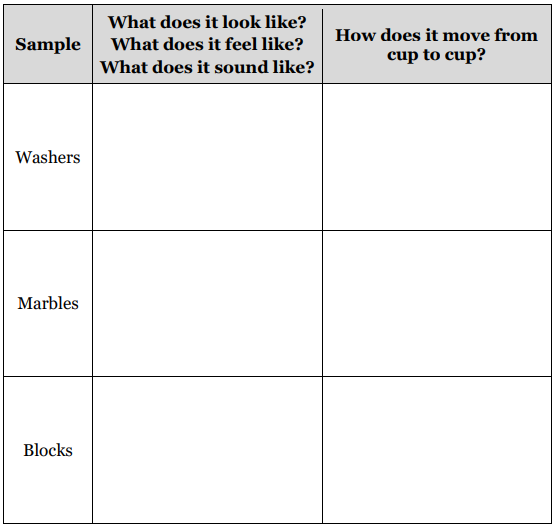 Sample
What does it look like?
What does it feel like?
What does it sound like?
How does it move from
cup to cup?
Washers
Marbles
Blocks